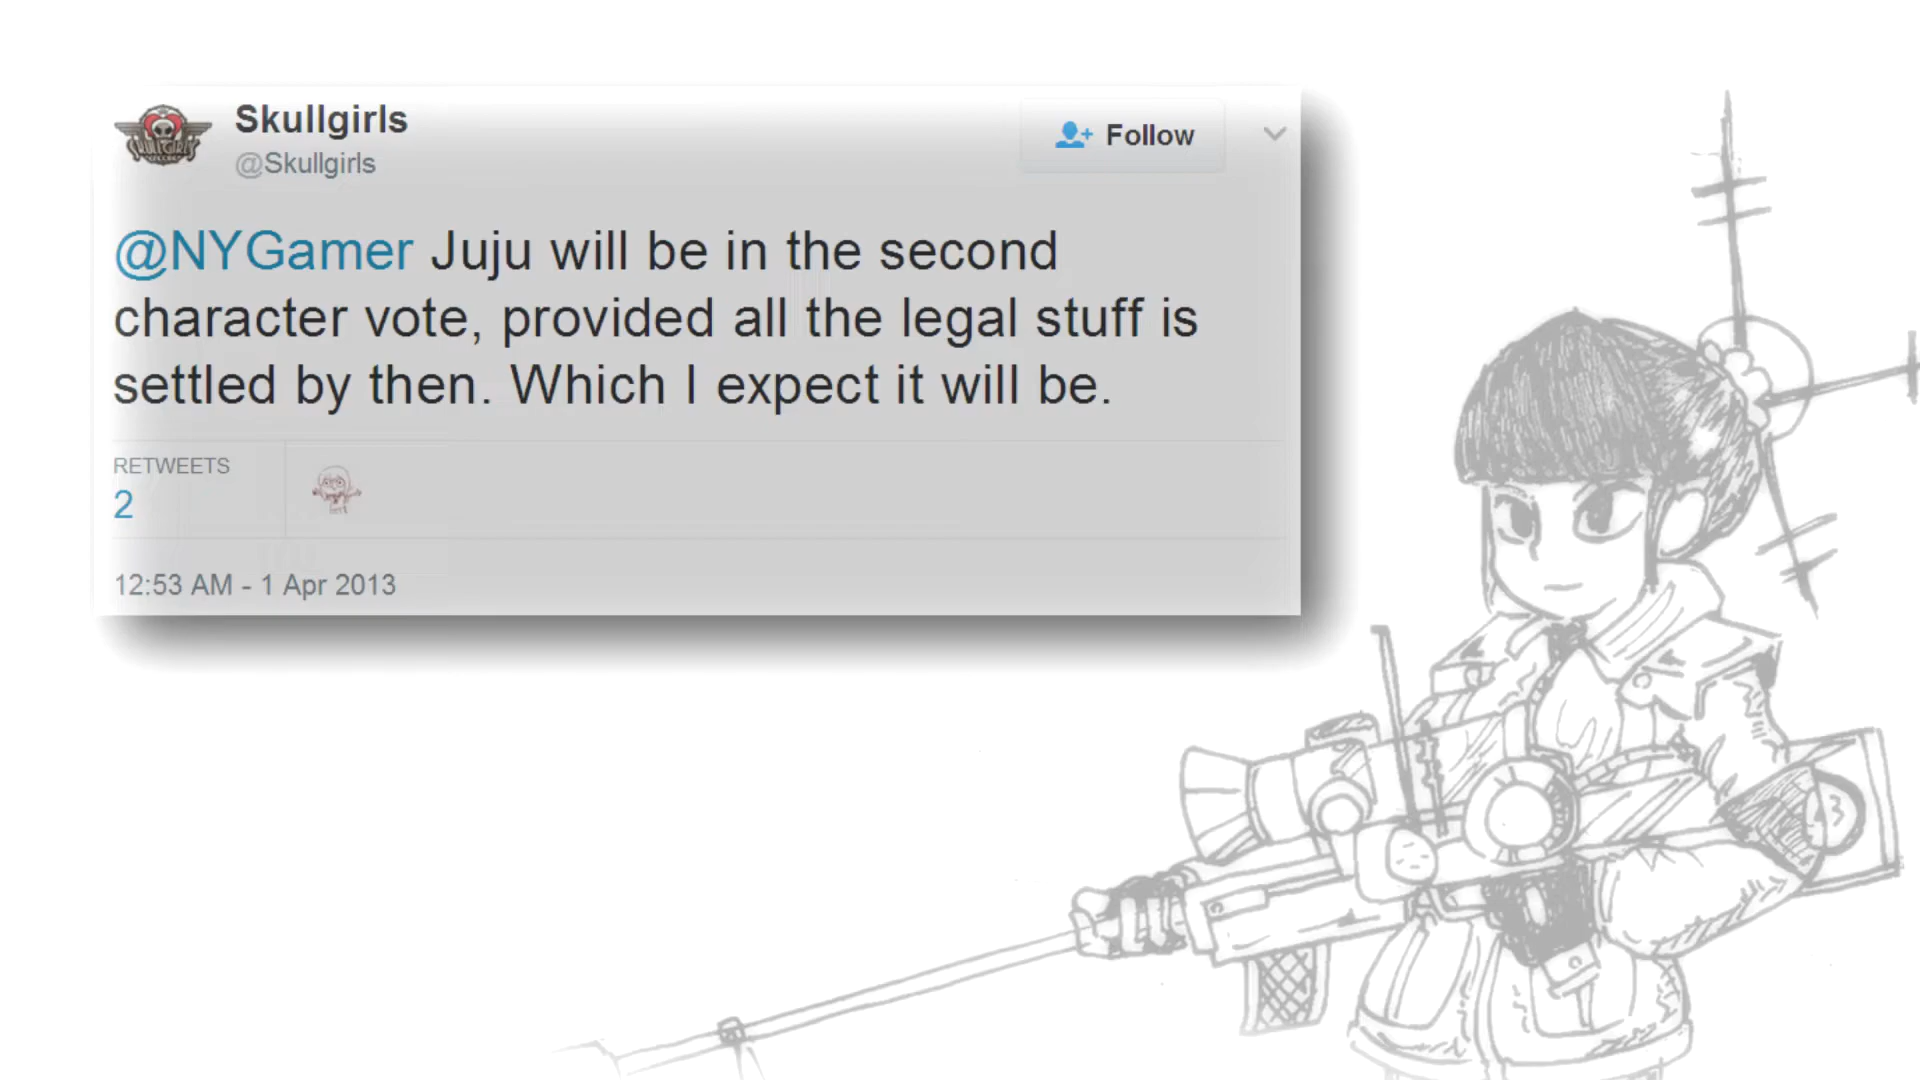 Skullgirls
@Skullgirls
Follow
@NYGamer Juju will be in the second
character vote, provided all the legal stuff is
settled by then. Which I expect it will be.
RETWEETS
2
12:53 AM - 1 Apr 2013